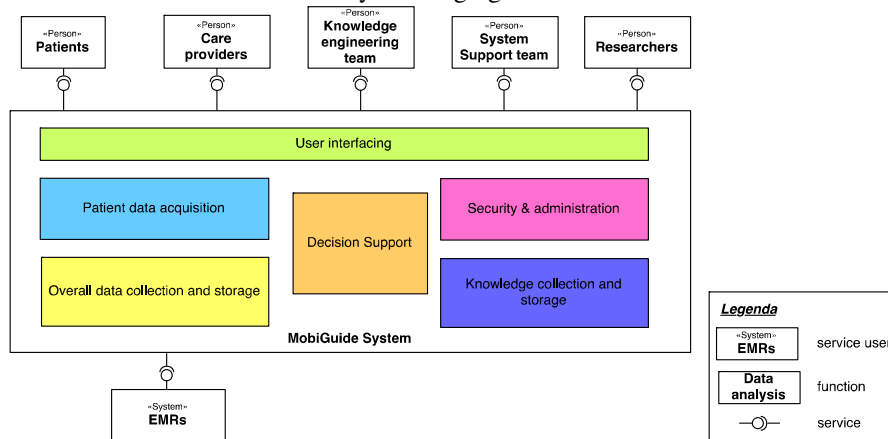 «Person»
Patients
«Person»
Care
providers
«Person»
Knowledge
engineering
team
«Person»
System
Support team
«Person»
Researchers
User interfacing
Patient data acquisition
Decision Support
Security & administration
Overall data collection and storage
Knowledge collection and
storage
MobiGuide System
«System»
EMRs
Legenda
«System»
EMRs
service user
Data
analysis
function
service